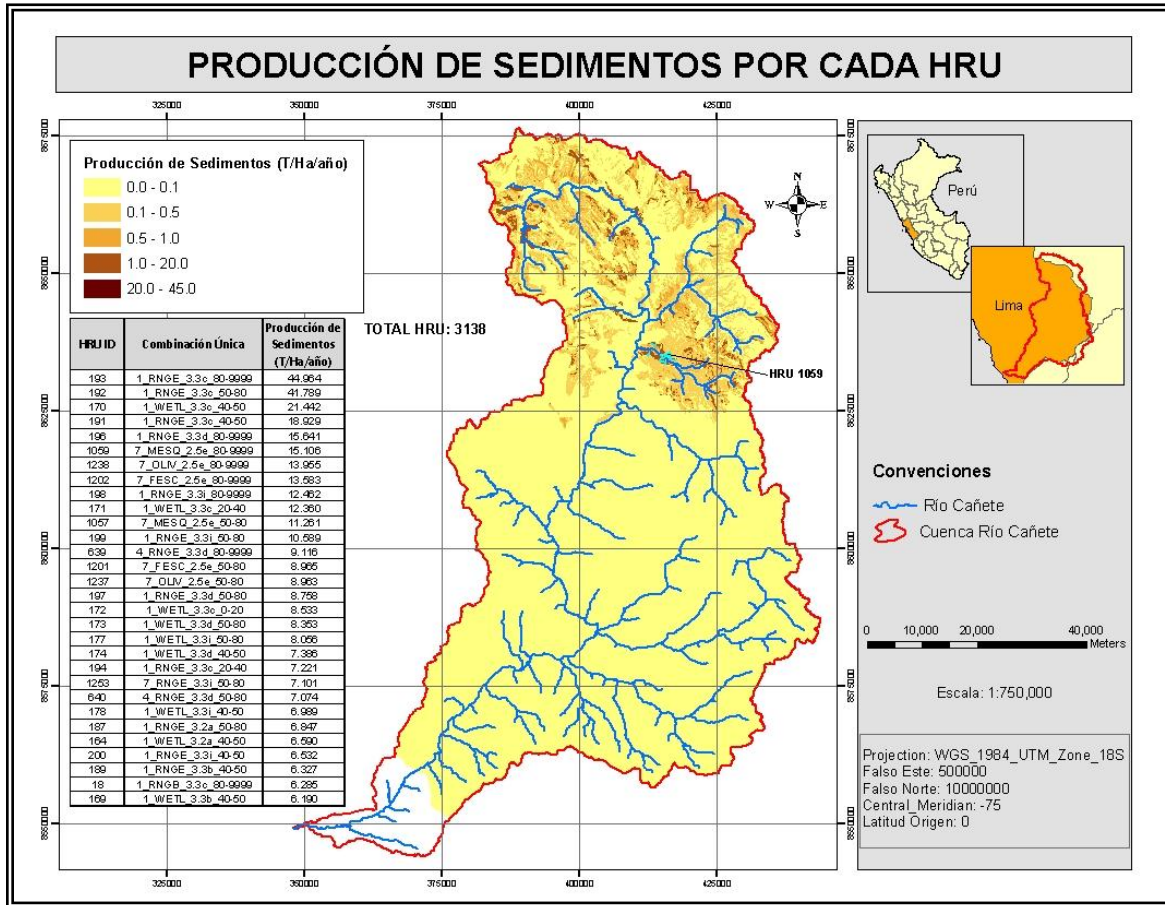 PRODUCCIÓN DE SEDIMENTOS POR CADA HRU
325000 350000 375000 400000 425000
8675000 8675000
Producción de Sedimentos (T/Ha/año)
0.0 - 0.1
0.1 - 0.5
0.5 - 1.0
1.0 - 20.0
20.0 - 45.0
N
W E
S
Perú
Lima
8650000 8650000
TOTAL HRU: 3138
HRU 1059
HRU ID Combinación Única Producción de Sedimentos (T/Ha/año)
193 1_RNGE_3.3c_80-9999 44.964
192 1_RNGE_3.3c_50-80 41.789
170 1_WETL_3.3c_40-50 21.442
191 1_RNGE_3.3c_40-50 18.929
196 1_RNGE_3.3d_80-9999 15.641
1059 7_MESQ_2.5e_80-9999 15.106
1238 7_OLIV_2.5e_80-9999 13.955
1202 7_FESC_2.5e_80-9999 13.583
198 1_RNGE_3.3i_80-9999 12.462
171 1_WETL_3.3c_20-40 12.360
1057 7_MESQ_2.5e_50-80 11.261
199 1_RNGE_3.3i_50-80 10.589
639 4_RNGE_3.3d_80-9999 9.116
1201 7_FESC_2.5e_50-80 8.965
1237 7_OLIV_2.5e_50-80 8.963
197 1_RNGE_3.3d_50-80 8.758
172 1_WETL_3.3c_0-20 8.533
173 1_WETL_3.3d_50-80 8.353
177 1_WETL_3.3i_50-80 8.056
174 1_WETL_3.3d_40-50 7.386
194 1_RNGE_3.3c_20-40 7.221
1253 7_RNGE_3.3i_50-80 7.101
640 4_RNGE_3.3d_50-80 7.074
178 1_WETL_3.3i_40-50 6.989
187 1_RNGE_3.2a_50-80 6.847
164 1_WETL_3.2a_40-50 6.590
200 1_RNGE_3.3i_40-50 6.532
189 1_RNGE_3.3b_40-50 6.327
18 1_RNGB_3.3c_80-9999 6.285
169 1_WETL_3.3b_40-50 6.190
8625000 8625000
8600000 8600000
8575000 8575000
8550000 8550000
325000 350000 375000 400000 425000
Convenciones
Río Cañete
Cuenca Río Cañete
0 10,000 20,000 40,000
Meters
Escala: 1:750,000
Projection: WGS_1984_UTM_Zone_18S
Falso Este: 500000
Falso Norte: 10000000
Central_Meridian: -75
Latitud Origen: 0